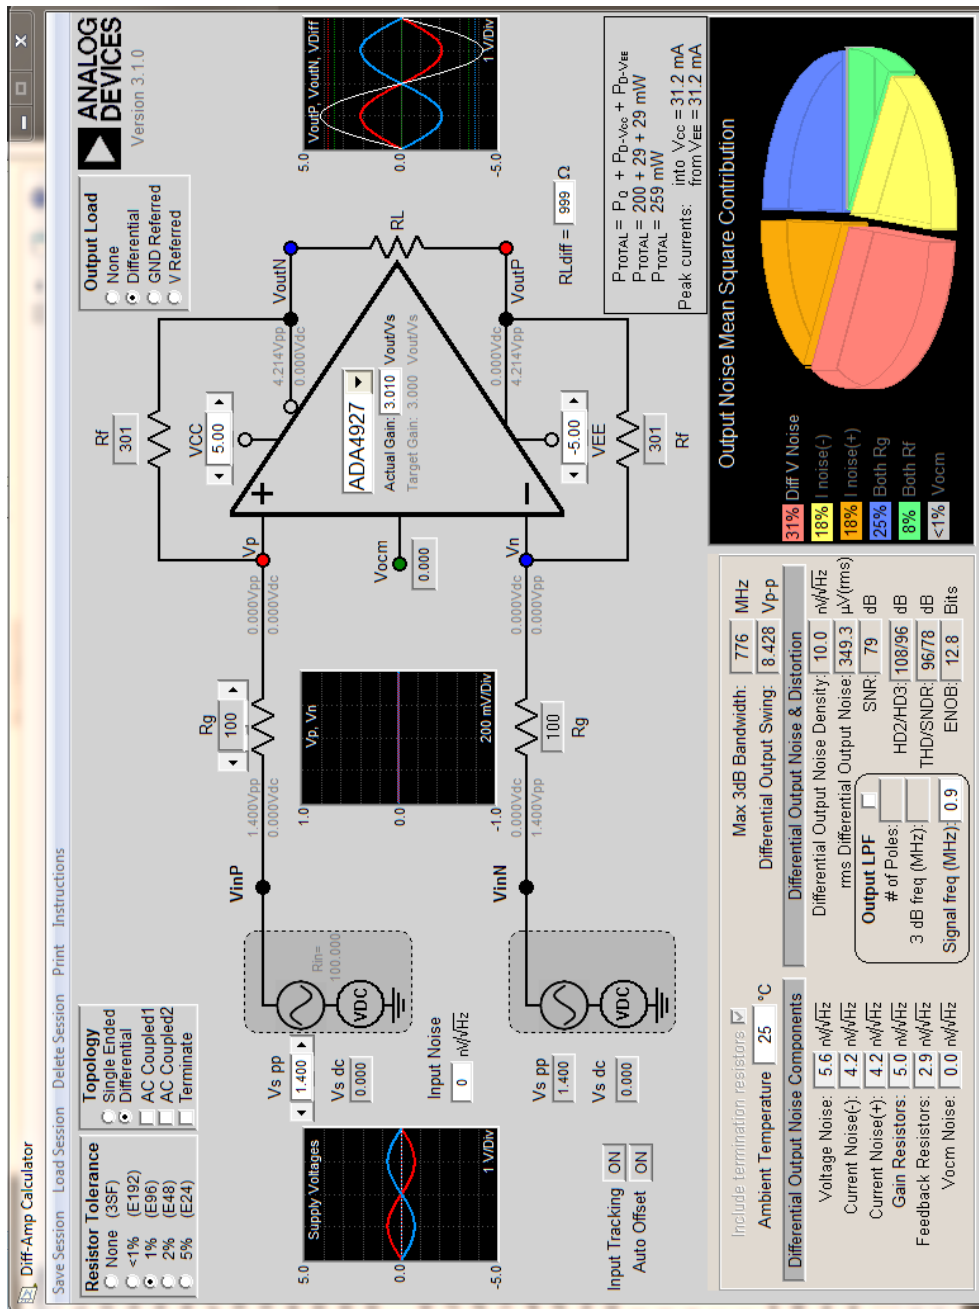 Diff-Amp Calculator
Save Session Load Session Delete Session Print Instructions
Resistor Tolerance
None (3SF)
<1% (E192)
1% (E96)
2% (E48)
5% (E24)
Topology
Single Ended
Differential
AC Coupled1
AC Coupled2
Terminate
Output Load
None
Differential
GND Referred
V Referred
ANALOG
DEVICES
Version 3.1.0
Supply Voltages
5.0
0.0
-5.0
1 V/Div
Vs pp
1.400
Vs dc
0.000
Rin=
100.000
VDC
Input Noise
0 nV/√Hz
Vs pp
1.400
Vs dc
0.000
VDC
Input Tracking ON
Auto Offset ON
VinP
1.400Vpp
0.000Vdc
Rg
100
0.000Vpp
0.000Vdc
Vp
Vp, Vn
1.0
0.0
-1.0
200 mV/Div
VinN
0.000Vdc
1.400Vpp
100
Rg
0.000Vdc
0.000Vpp
Vn
Vocm
0.000
Rf
301
VCC
5.00
+
ADA4927
Actual Gain: 3.010 Vout/Vs
Target Gain: 3.000 Vout/Vs
−
-5.00
VEE
301
Rf
4.214Vpp
0.000Vdc
VoutN
RL
0.000Vdc
4.214Vpp
VoutP
RLdiff = 999 Ω
VoutP, VoutN, VDiff
5.0
0.0
-5.0
1 V/Div
PTOTAL = PQ + PD-Vcc + PD-VEE
PTOTAL = 200 + 29 + 29 mW
PTOTAL = 259 mW
Peak currents: into Vcc = 31.2 mA
from VEE = 31.2 mA
Include termination resistors
Ambient Temperature 25 °C
Differential Output Noise Components
Voltage Noise: 5.6 nV/√Hz
Current Noise(-): 4.2 nV/√Hz
Current Noise(+): 4.2 nV/√Hz
Gain Resistors: 5.0 nV/√Hz
Feedback Resistors: 2.9 nV/√Hz
Vocm Noise: 0.0 nV/√Hz
Max 3dB Bandwidth: 776 MHz
Differential Output Swing: 8.428 Vp-p
Differential Output Noise & Distortion
Differential Output Noise Density: 10.0 nV/√Hz
rms Differential Output Noise: 349.3 µV(rms)
SNR: 79 dB
HD2/HD3: 108/96 dB
THD/SNDR: 96/78 dB
ENOB: 12.8 Bits
Output LPF
# of Poles:
3 dB freq (MHz):
Signal freq (MHz): 0.9
Output Noise Mean Square Contribution
31% Diff V Noise
18% I noise(-)
18% I noise(+)
25% Both Rg
8% Both Rf
<1% Vocm